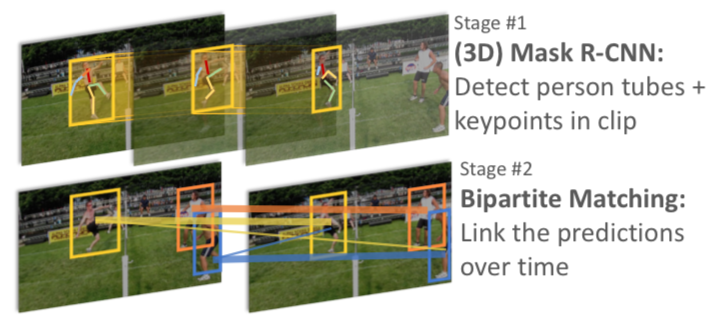 Stage #1
(3D) Mask R-CNN:
Detect person tubes +
keypoints in clip
Stage #2
Bipartite Matching:
Link the predictions
over time